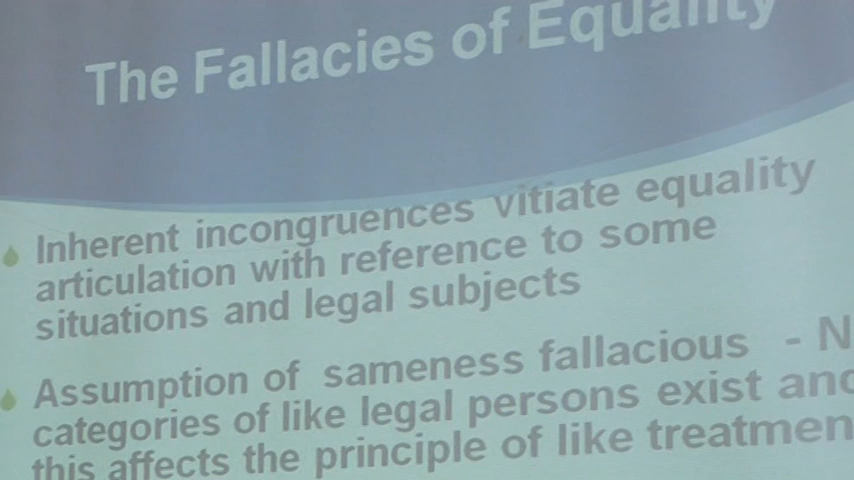 The Fallacies of Equality
Inherent incongruences vitiate equality
articulation with reference to some
situations and legal subjects
Assumption of sameness fallacious - N
categories of like legal persons exist and
this affects the principle of like treatmen